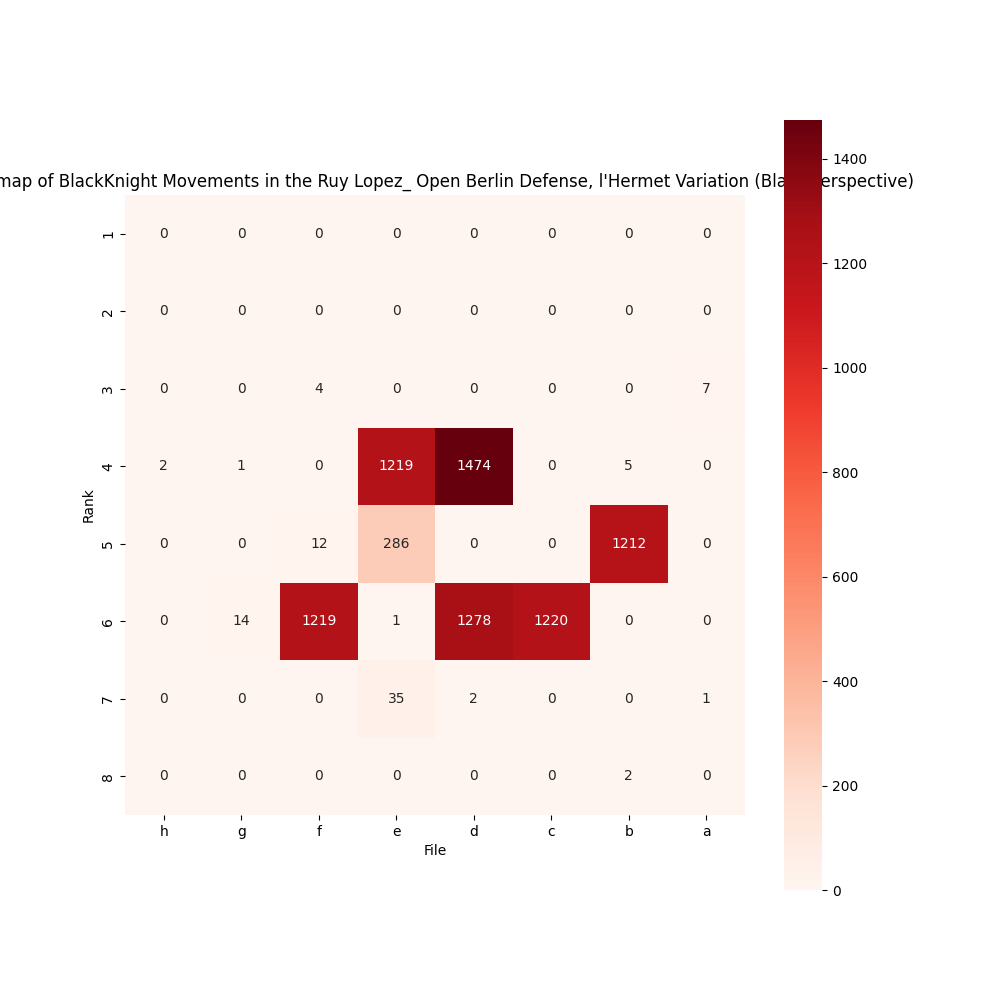 map of BlackKnight Movements in the Ruy Lopez_ Open Berlin Defense, l'Hermet Variation (Bla erspective)
1 0 0 0 0 0 0 0 0
2 0 0 0 0 0 0 0 0
3 0 0 4 0 0 0 0 7
4 2 1 0 1219 1474 0 5 0
5 0 0 12 286 0 0 1212 0
6 0 14 1219 1 1278 1220 0 0
7 0 0 0 35 2 0 0 1
8 0 0 0 0 0 0 2 0
h g f e d c b a
File
Rank
1400
1200
1000
800
600
400
200
0